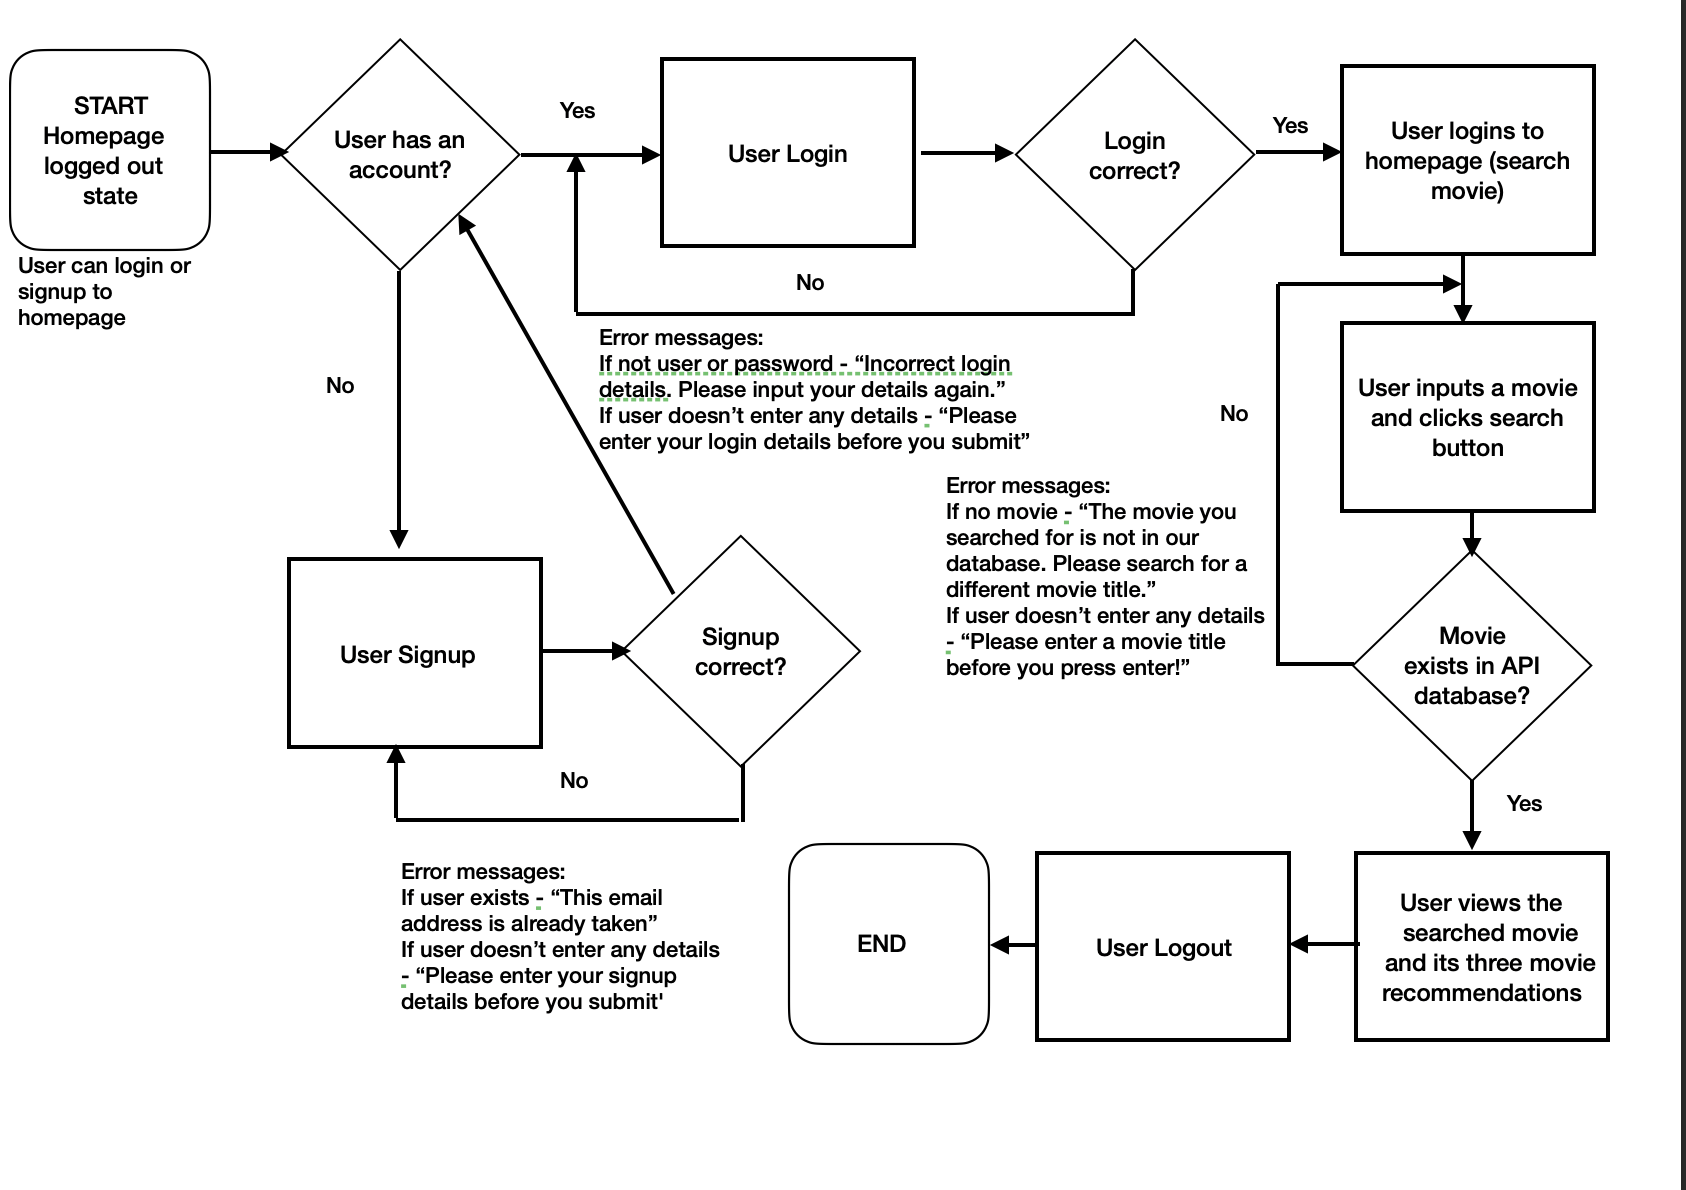 START
Homepage
logged out
state
User can login or
signup to
homepage
User has an
account?
Yes
User Login
Login
correct?
Yes
User logins to
homepage (search
movie)
No
Error messages:
If not user or password - “Incorrect login
details. Please input your details again.”
If user doesn’t enter any details - “Please
enter your login details before you submit”
No
No
User inputs a movie
and clicks search
button
Error messages:
If no movie - “The movie you
searched for is not in our
database. Please search for a
different movie title.”
If user doesn’t enter any details
- “Please enter a movie title
before you press enter!”
User Signup
Signup
correct?
Movie
exists in API
database?
No
Yes
Error messages:
If user exists - “This email
address is already taken”
If user doesn’t enter any details
- “Please enter your signup
details before you submit'
END
User Logout
User views the
searched movie
and its three movie
recommendations